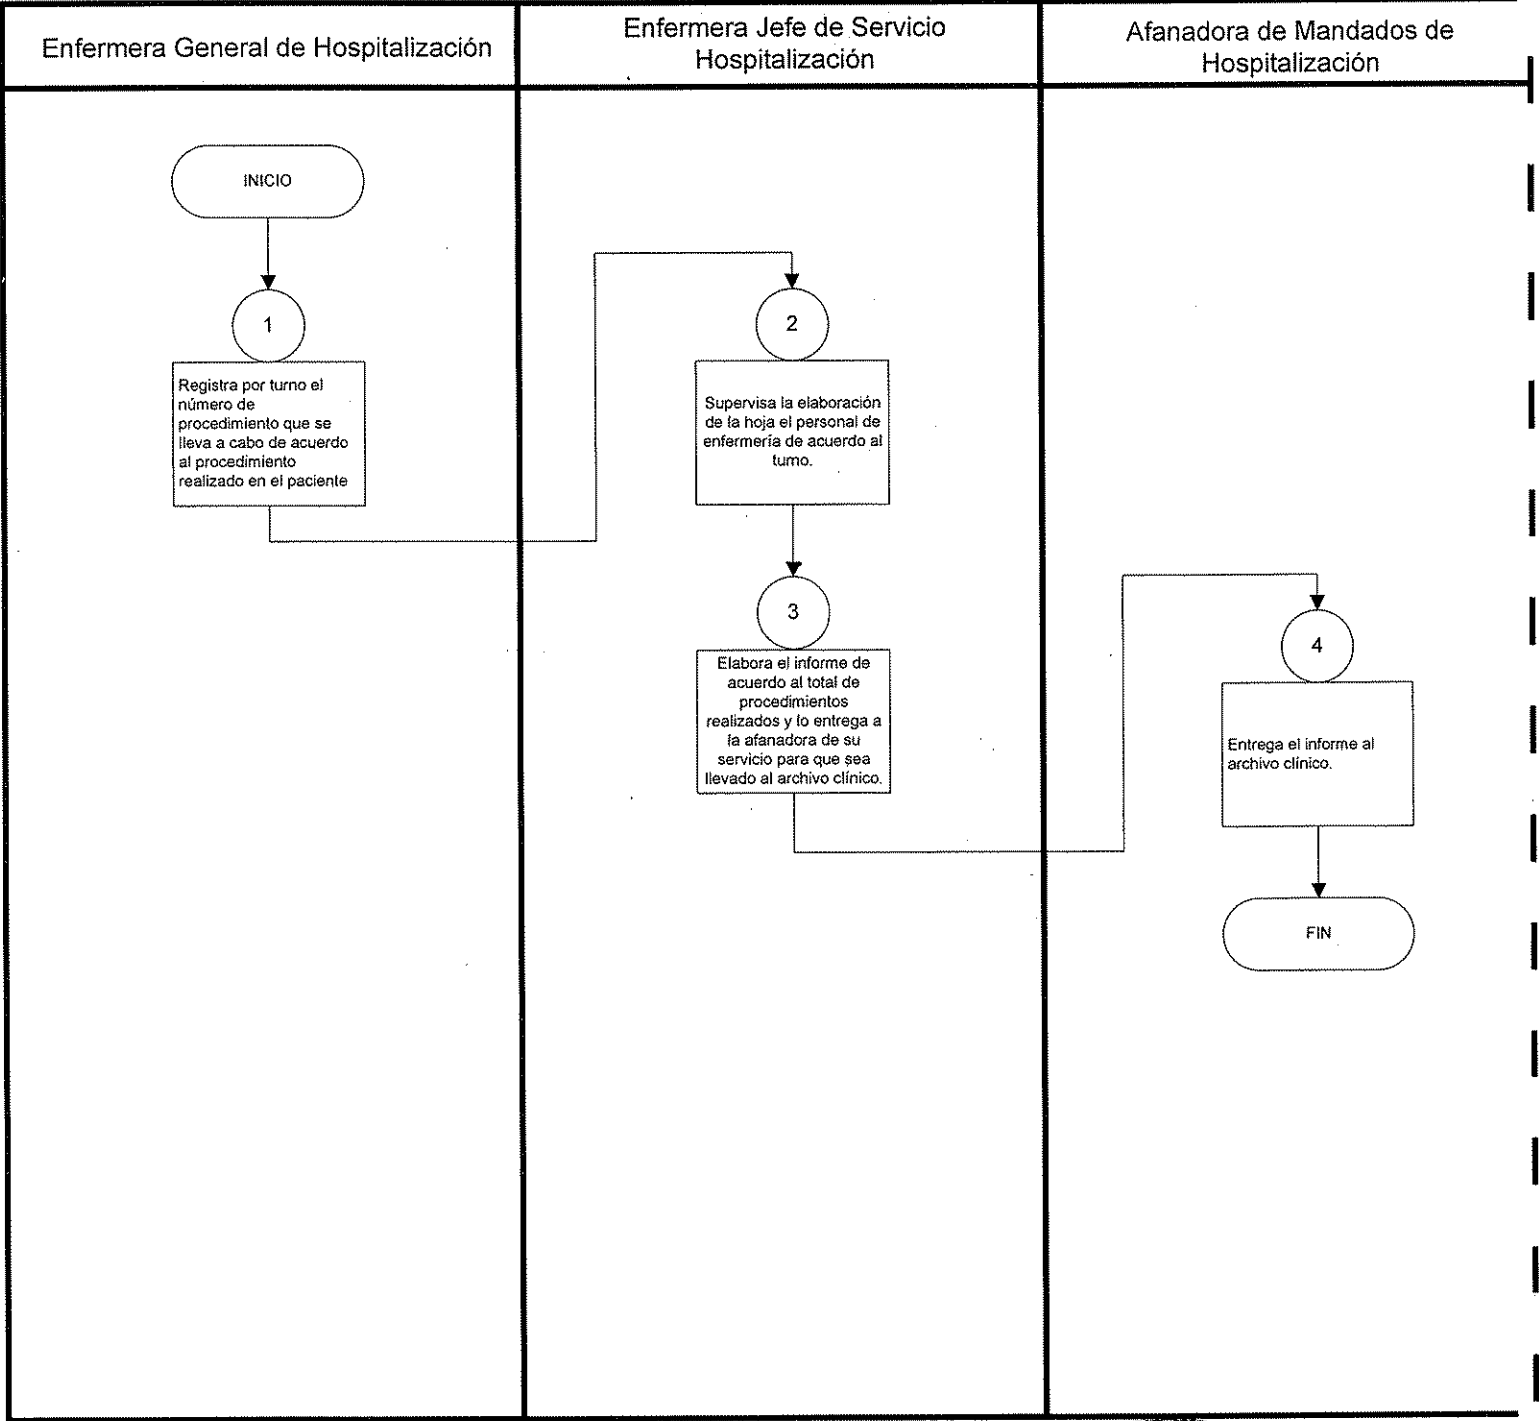 Enfermera General de Hospitalización
Enfermera Jefe de Servicio
Hospitalización
Afanadora de Mandados de
Hospitalización
INICIO
1
Registra por turno el
número de
procedimiento que se
lleva a cabo de acuerdo
al procedimiento
realizado en el paciente
2
Supervisa la elaboración
de la hoja el personal de
enfermería de acuerdo al
turno.
3
Elabora el informe de
acuerdo al total de
procedimientos
realizados y lo entrega a
la afanadora de su
servicio para que sea
llevado al archivo clínico.
4
Entrega el informe al
archivo clínico.
FIN